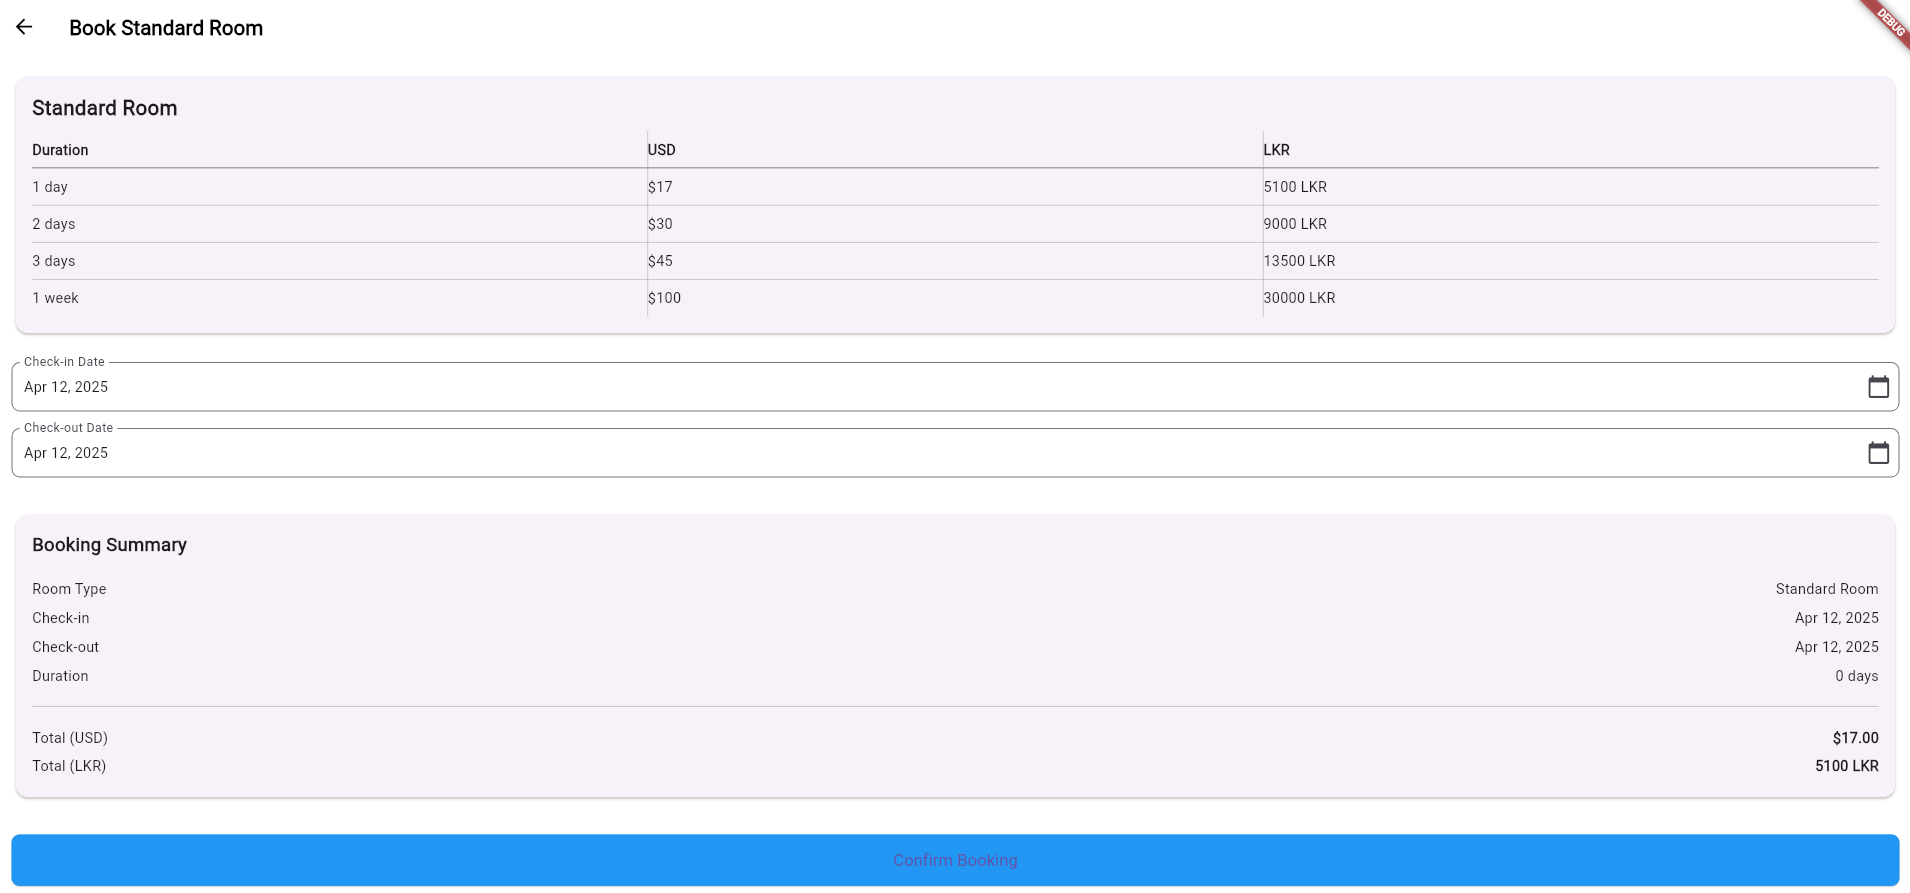 Book Standard Room
DEBUG
Standard Room
Duration USD LKR
1 day $17 5100 LKR
2 days $30 9000 LKR
3 days $45 13500 LKR
1 week $100 30000 LKR
Check-in Date
Apr 12, 2025
Check-out Date
Apr 12, 2025
Booking Summary
Room Type Standard Room
Check-in Apr 12, 2025
Check-out Apr 12, 2025
Duration 0 days
Total (USD) $17.00
Total (LKR) 5100 LKR
Confirm Booking